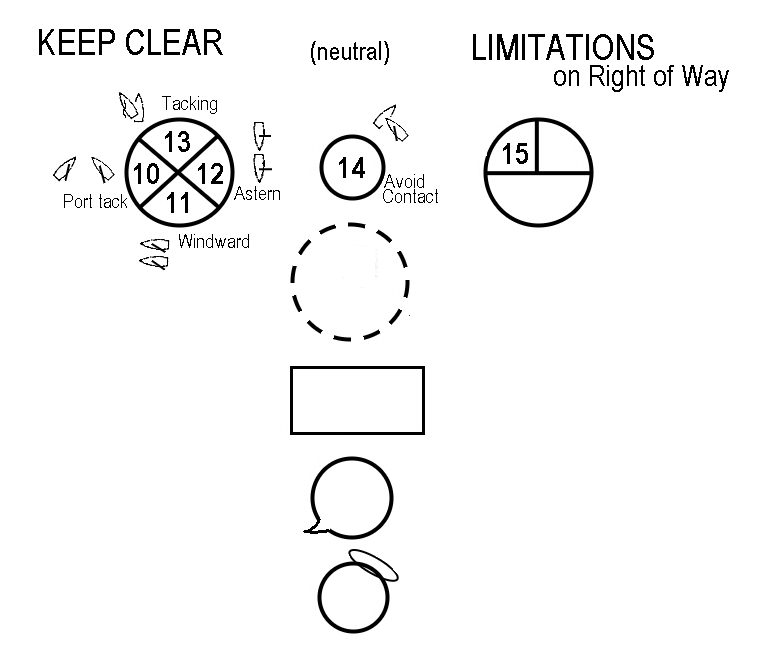 KEEP CLEAR
(neutral)
LIMITATIONS
on Right of Way
Tacking
13
10
12
11
Port tack
Astern
Windward
14
Avoid
Contact
15